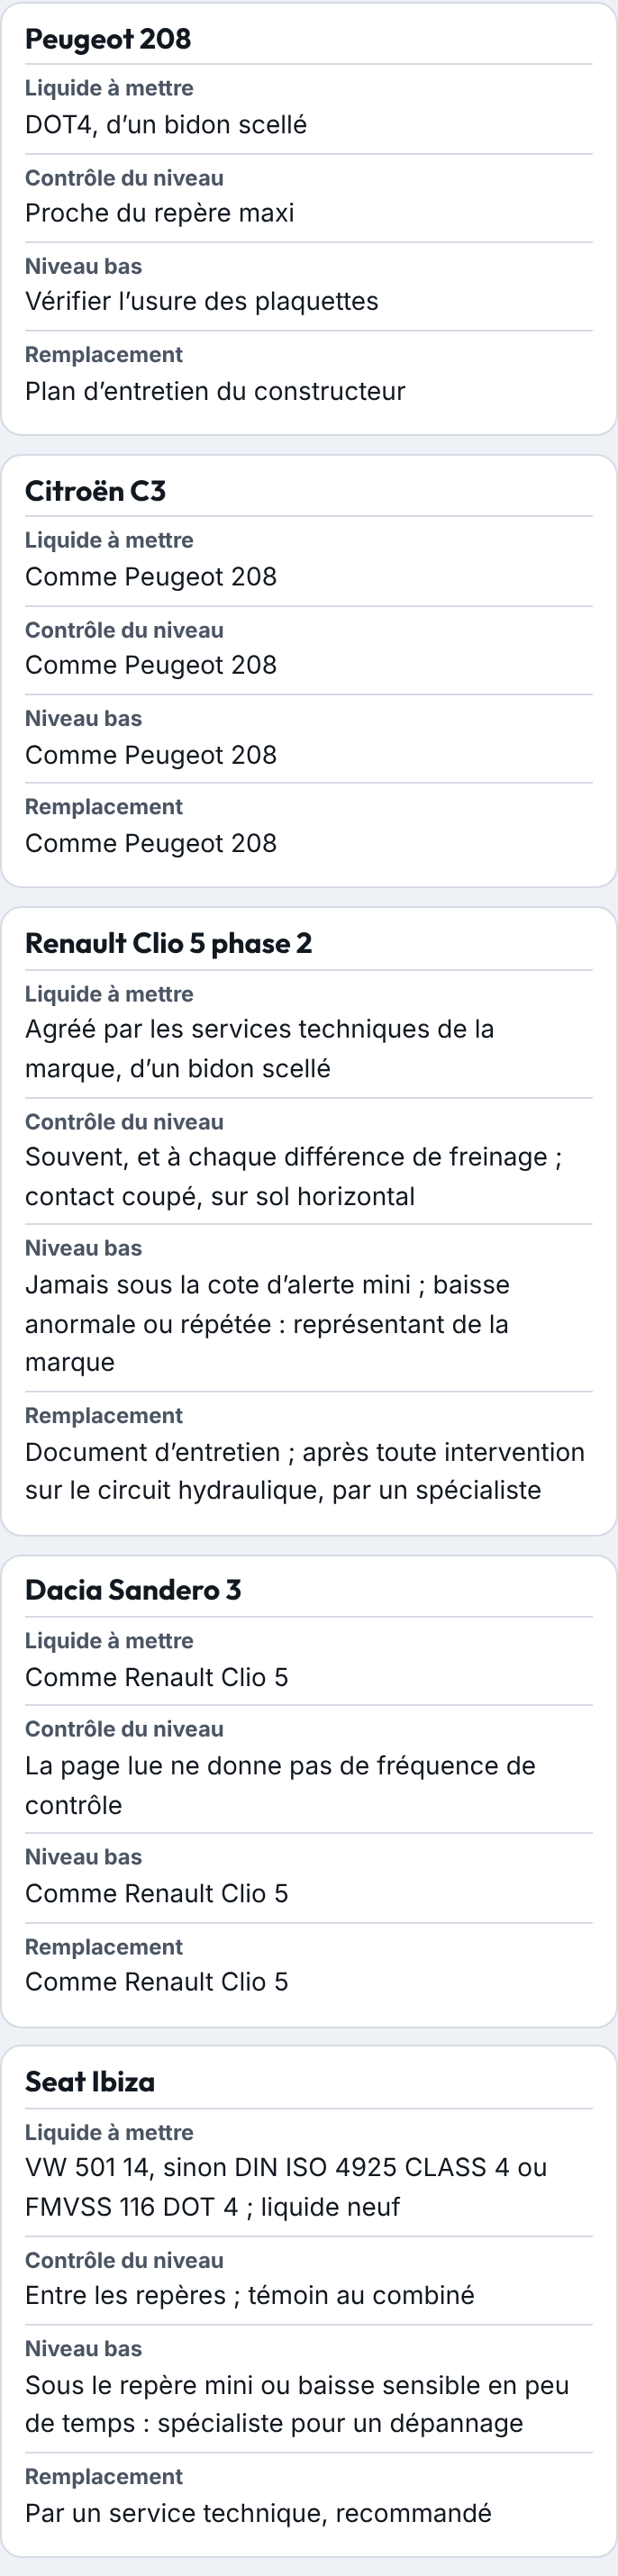 Peugeot 208
Liquide à mettre
DOT4, d’un bidon scellé
Contrôle du niveau
Proche du repère maxi
Niveau bas
Vérifier l’usure des plaquettes
Remplacement
Plan d’entretien du constructeur
Citroën C3
Liquide à mettre
Comme Peugeot 208
Contrôle du niveau
Comme Peugeot 208
Niveau bas
Comme Peugeot 208
Remplacement
Comme Peugeot 208
Renault Clio 5 phase 2
Liquide à mettre
Agréé par les services techniques de la
marque, d’un bidon scellé
Contrôle du niveau
Souvent, et à chaque différence de freinage ;
contact coupé, sur sol horizontal
Niveau bas
Jamais sous la cote d’alerte mini ; baisse
anormale ou répétée : représentant de la
marque
Remplacement
Document d’entretien ; après toute intervention
sur le circuit hydraulique, par un spécialiste
Dacia Sandero 3
Liquide à mettre
Comme Renault Clio 5
Contrôle du niveau
La page lue ne donne pas de fréquence de
contrôle
Niveau bas
Comme Renault Clio 5
Remplacement
Comme Renault Clio 5
Seat Ibiza
Liquide à mettre
VW 501 14, sinon DIN ISO 4925 CLASS 4 ou
FMVSS 116 DOT 4 ; liquide neuf
Contrôle du niveau
Entre les repères ; témoin au combiné
Niveau bas
Sous le repère mini ou baisse sensible en peu
de temps : spécialiste pour un dépannage
Remplacement
Par un service technique, recommandé